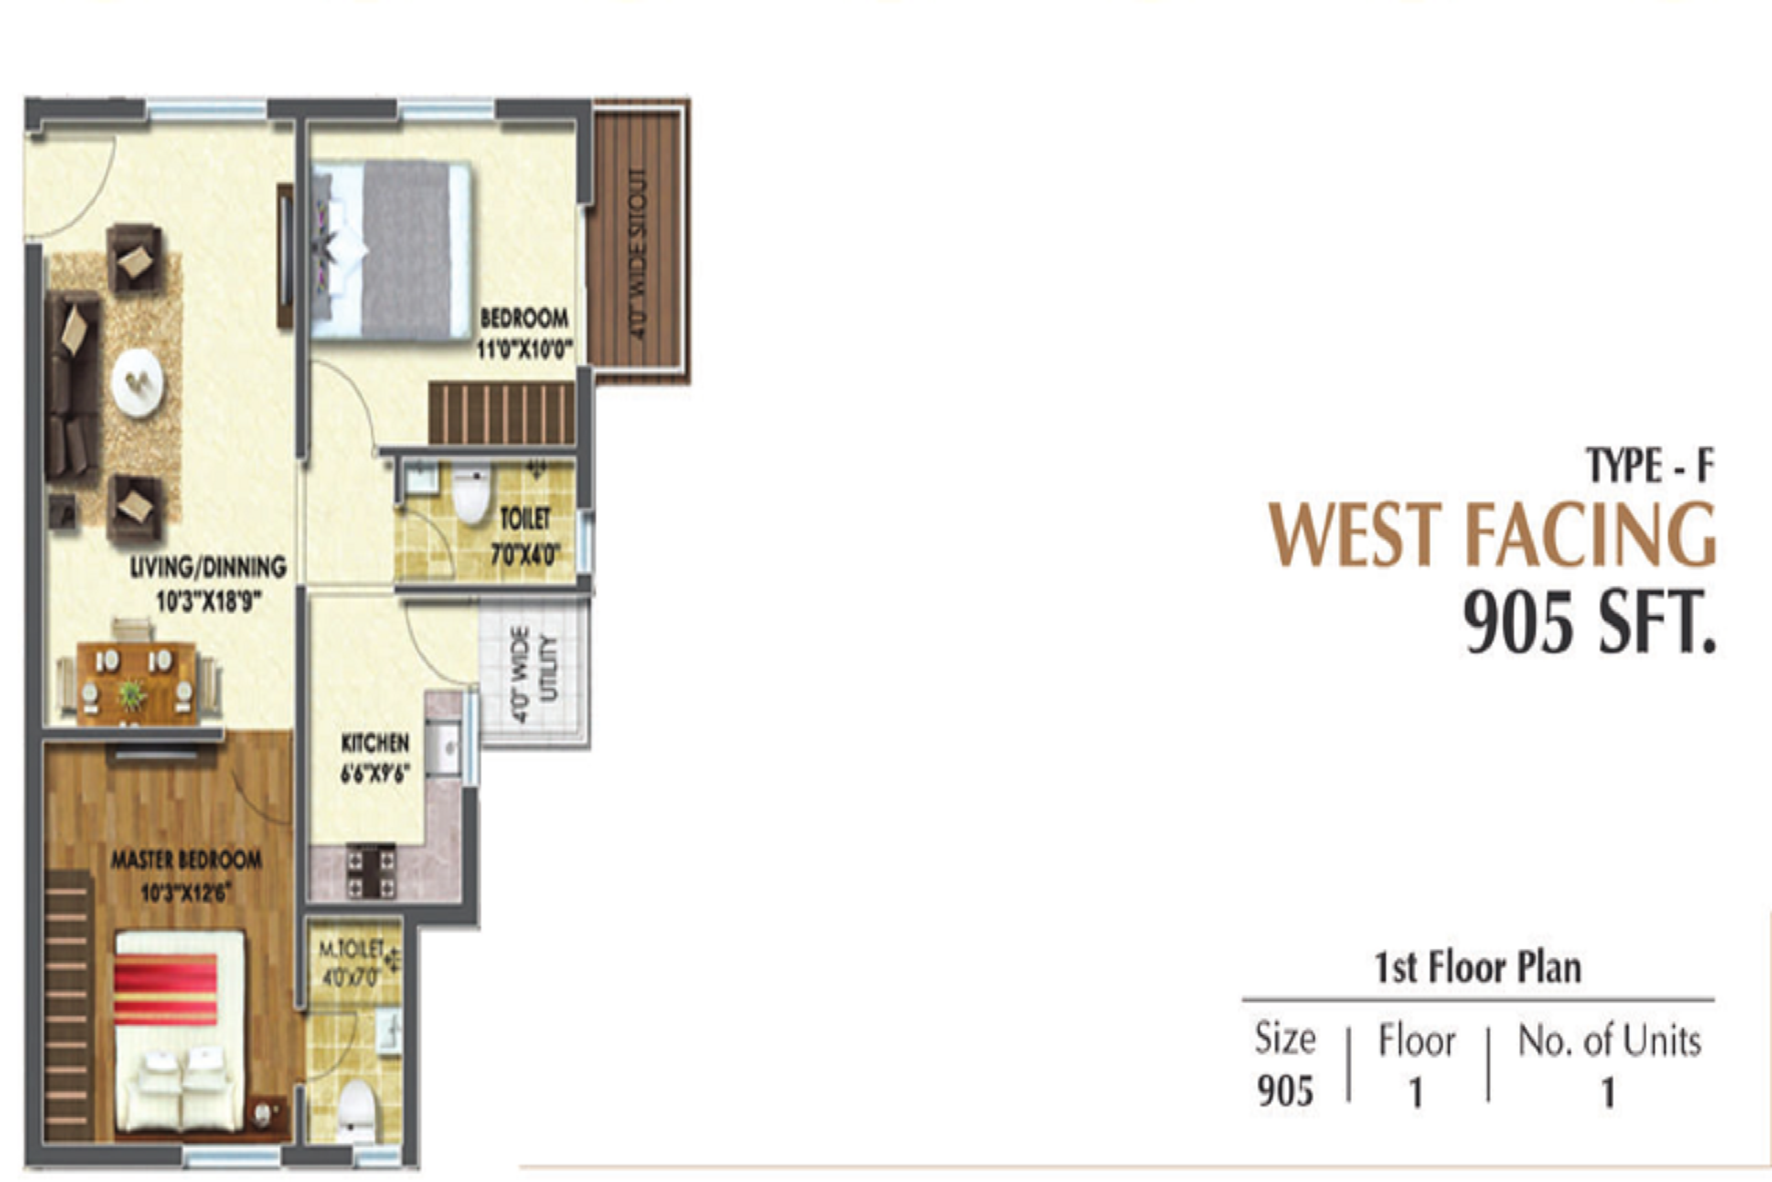 4'0" WIDE SITOUT
BEDROOM
11'0"X10'0"
TOILET
7'0"X4'0"
LIVING/DINNING
10'3"X18'9"
4'0" WIDE
UTILITY
KITCHEN
6'6"X9'6"
MASTER BEDROOM
10'3"X12'6"
M.TOILET
4'0'x7'0"
TYPE - F
WEST FACING
905 SFT.
1st Floor Plan
Size | Floor | No. of Units
905 | 1 | 1